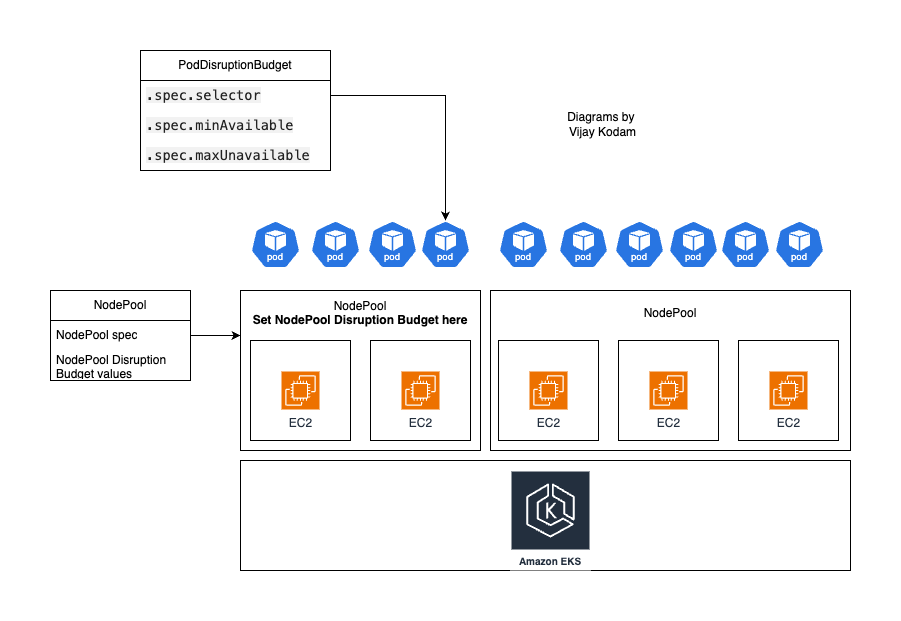 PodDisruptionBudget
.spec.selector
.spec.minAvailable
.spec.maxUnavailable
Diagrams by
Vijay Kodam
pod
pod
pod
pod
pod
pod
pod
pod
pod
pod
NodePool
NodePool spec
NodePool Disruption
Budget values
NodePool
Set NodePool Disruption Budget here
EC2
EC2
NodePool
EC2
EC2
EC2
K
Amazon EKS